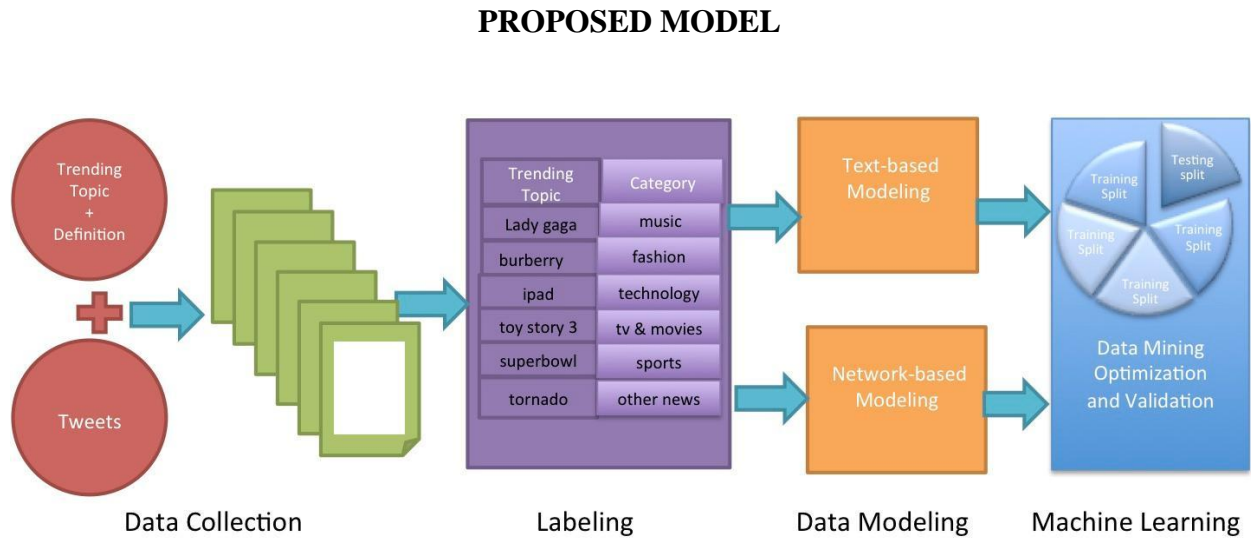 PROPOSED MODEL
Trending
Topic
+
Definition
Tweets
Trending
Topic
Category
Lady gaga
music
burberry
fashion
ipad
technology
toy story 3
tv & movies
superbowl
sports
tornado
other news
Text-based
Modeling
Network-based
Modeling
Testing
split
Training
Split
Training
Split
Training
Split
Training
Split
Data Mining
Optimization
and Validation
Data Collection
Labeling
Data Modeling
Machine Learning